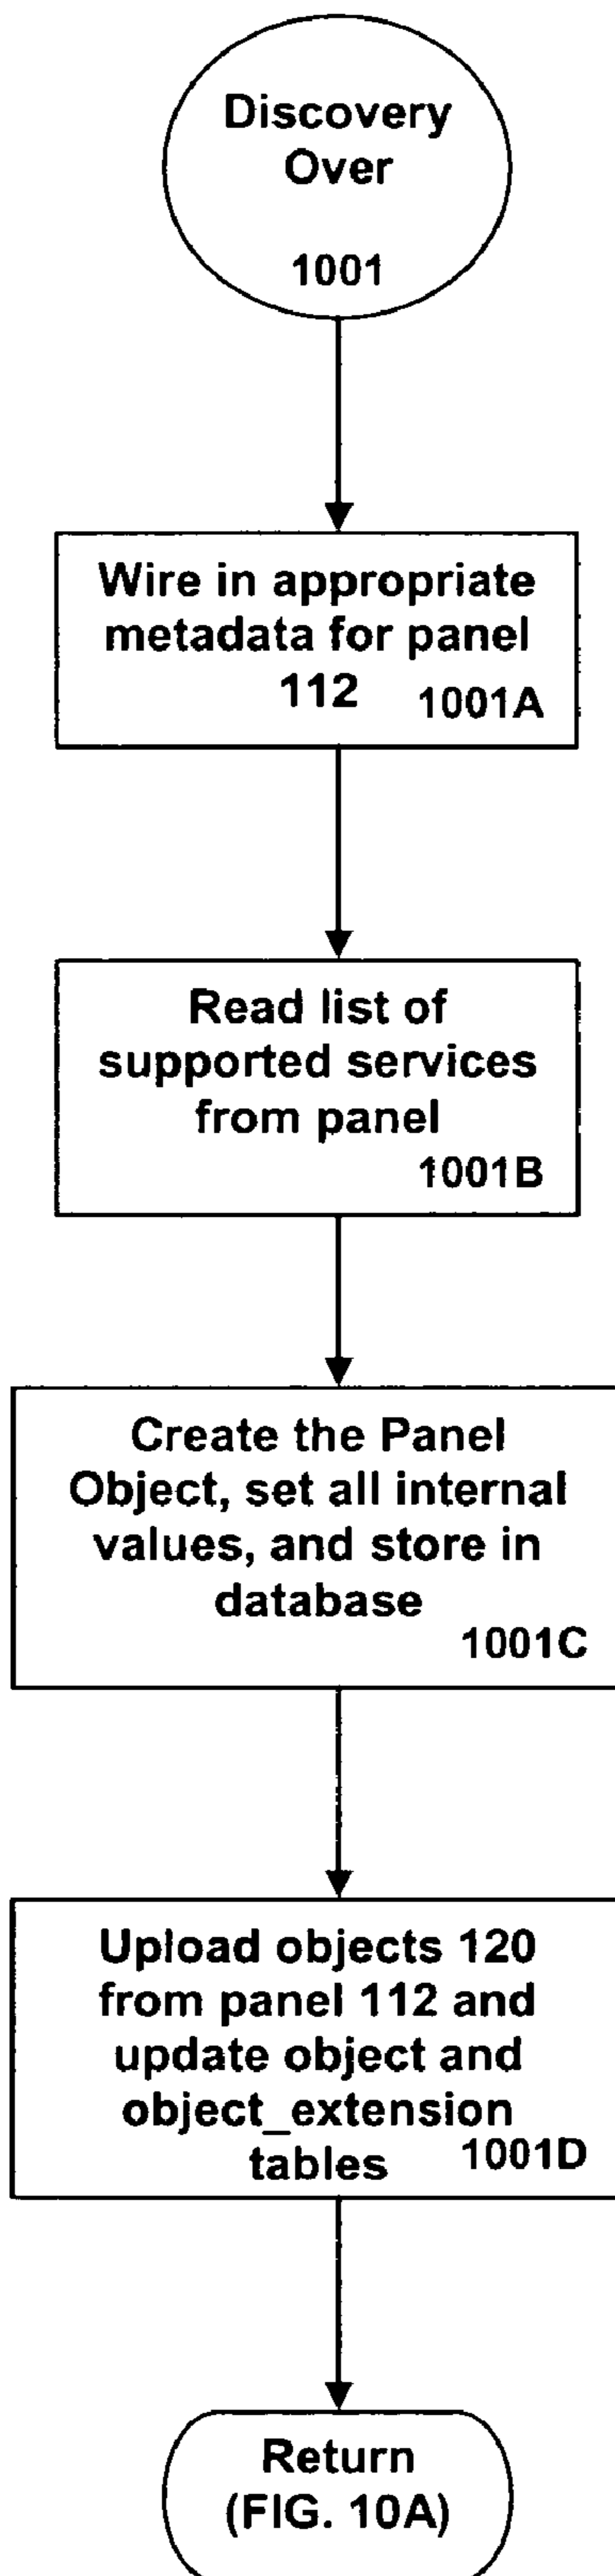 Discovery
Over
1001
Wire in appropriate
metadata for panel
112 1001A
Read list of
supported services
from panel
1001B
Create the Panel
Object, set all internal
values, and store in
database
1001C
Upload objects 120
from panel 112 and
update object and
object_extension
tables 1001D
Return
(FIG. 10A)